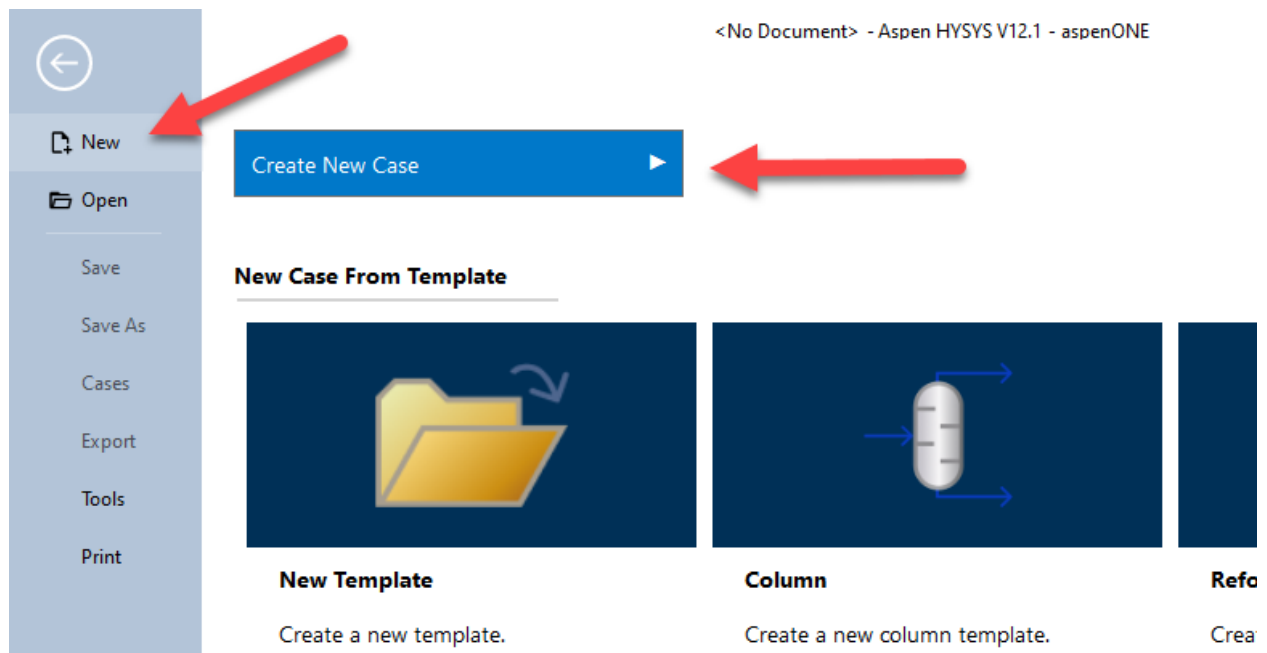 <No Document> - Aspen HYSYS V12.1 - aspenONE
New
Create New Case
Open
Save
New Case From Template
Save As
Cases
Export
Tools
Print
New Template
Column
Create a new template.
Create a new column template.